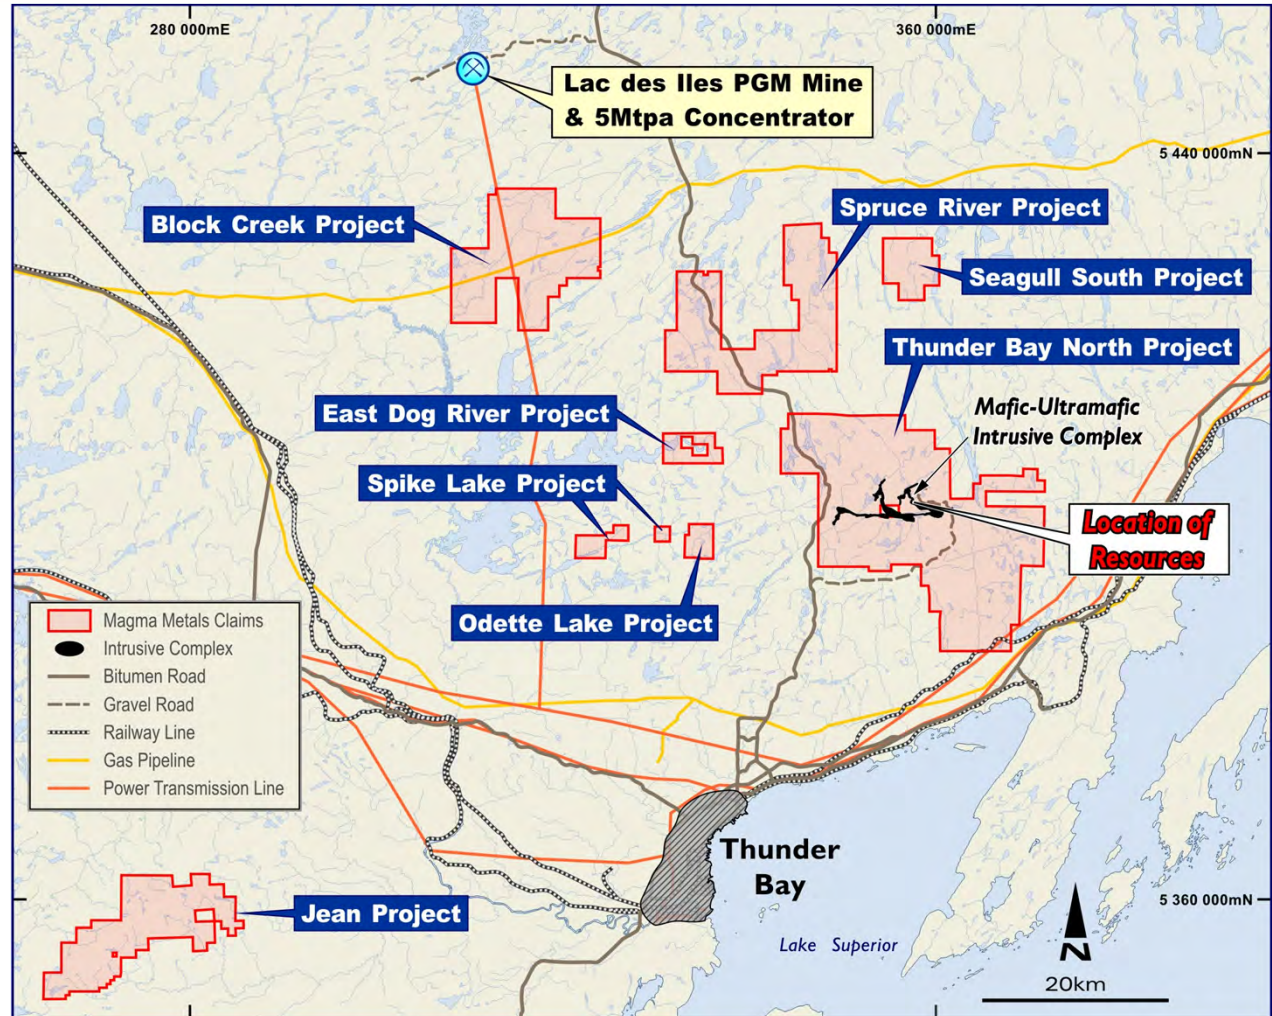 280 000mE
360 000mE
Lac des Iles PGM Mine
& 5Mtpa Concentrator
5 440 000mN
Block Creek Project
Spruce River Project
Seagull South Project
Thunder Bay North Project
East Dog River Project
Mafic-Ultramafic
Intrusive Complex
Spike Lake Project
Location of
Resources
Odette Lake Project
Magma Metals Claims
Intrusive Complex
Bitumen Road
Gravel Road
Railway Line
Gas Pipeline
Power Transmission Line
Thunder
Bay
Jean Project
5 360 000mN
Lake Superior
N
20km